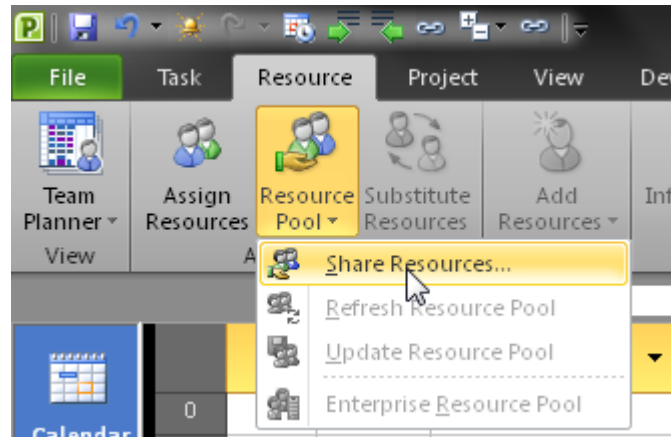 P
File Task Resource Project View De
Team Planner
Assign Resources
Resource Pool
Substitute Resources
Add Resources
Inf
View
A
Share Resources...
Refresh Resource Pool
Update Resource Pool
Enterprise Resource Pool
0
Calendar